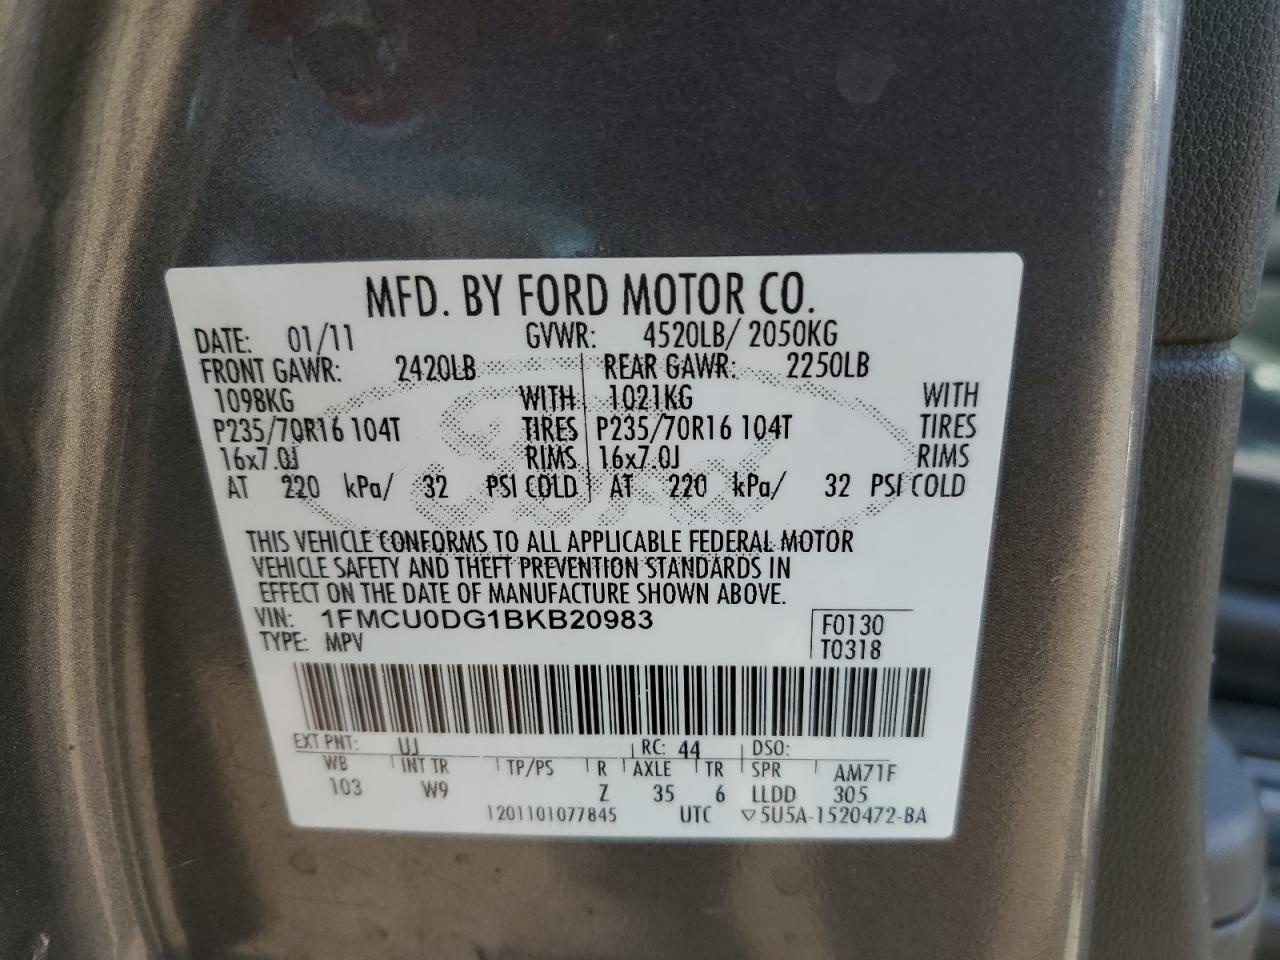 MFD. BY FORD MOTOR CO.
DATE: 01/11 GVWR: 4520LB/ 2050KG
FRONT GAWR: 2420LB REAR GAWR: 2250LB
1098KG WITH 1021KG WITH
P235/70R16 104T TIRES P235/70R16 104T TIRES
16x7.0J RIMS 16x7.0J RIMS
AT 220 kPa/ 32 PSI COLD AT 220 kPa/ 32 PSI COLD
THIS VEHICLE CONFORMS TO ALL APPLICABLE FEDERAL MOTOR
VEHICLE SAFETY AND THEFT PREVENTION STANDARDS IN
EFFECT ON THE DATE OF MANUFACTURE SHOWN ABOVE.
VIN: 1FMCU0DG1BKB20983 F0130
TYPE: MPV T0318
EXT PNT: UJ RC: 44 DSO:
WB INT TR TP/PS R AXLE TR SPR AM71F
103 W9 Z 35 6 LLDD 305
1201101077845 UTC ▽5U5A-1520472-BA